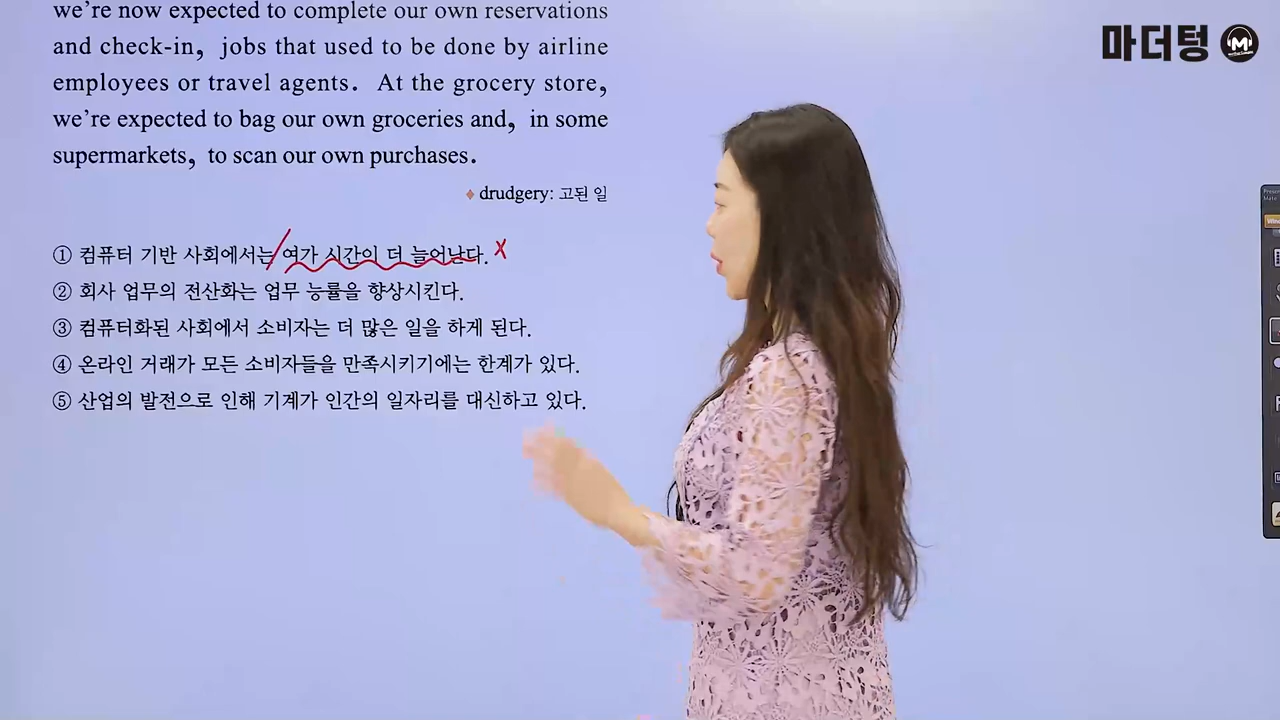 we're now expected to complete our own reservations
and check-in, jobs that used to be done by airline
employees or travel agents. At the grocery store,
we're expected to bag our own groceries and, in some
supermarkets, to scan our own purchases.
♦ drudgery: 고된 일
① 컴퓨터 기반 사회에서는 여가 시간이 더 늘어난다. X
② 회사 업무의 전산화는 업무 능률을 향상시킨다.
③ 컴퓨터화된 사회에서 소비자는 더 많은 일을 하게 된다.
④ 온라인 거래가 모든 소비자들을 만족시키기에는 한계가 있다.
⑤ 산업의 발전으로 인해 기계가 인간의 일자리를 대신하고 있다.
마더텅 M